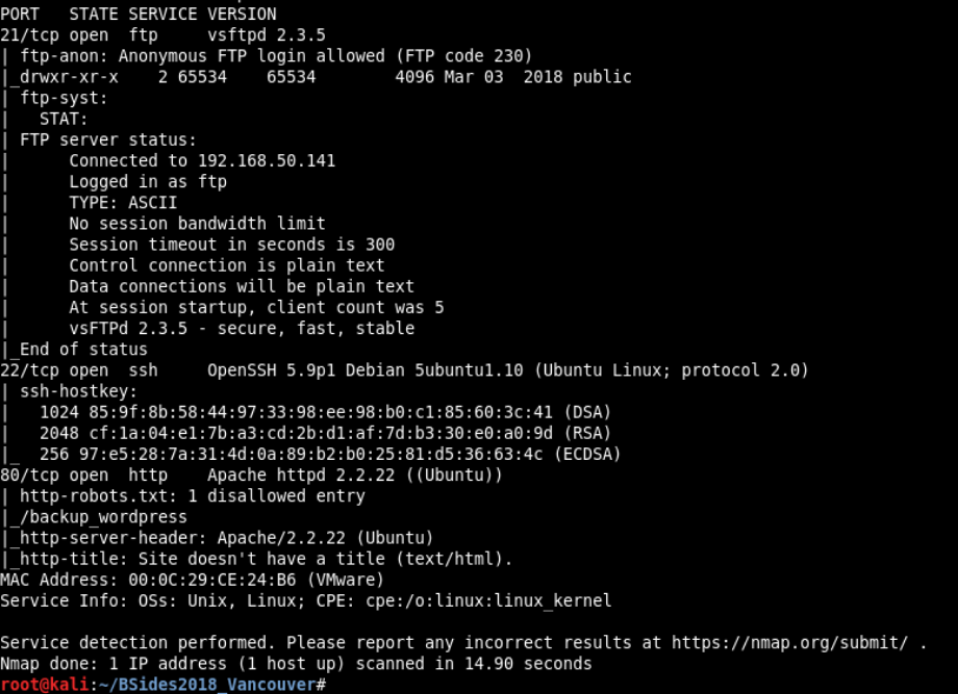 PORT   STATE SERVICE VERSION
21/tcp open  ftp     vsftpd 2.3.5
| ftp-anon: Anonymous FTP login allowed (FTP code 230)
|_drwxr-xr-x    2 65534    65534        4096 Mar 03  2018 public
| ftp-syst:
|   STAT:
| FTP server status:
|      Connected to 192.168.50.141
|      Logged in as ftp
|      TYPE: ASCII
|      No session bandwidth limit
|      Session timeout in seconds is 300
|      Control connection is plain text
|      Data connections will be plain text
|      At session startup, client count was 5
|      vsFTPd 2.3.5 - secure, fast, stable
|_End of status
22/tcp open  ssh     OpenSSH 5.9p1 Debian 5ubuntu1.10 (Ubuntu Linux; protocol 2.0)
| ssh-hostkey:
|   1024 85:9f:8b:58:44:97:33:98:ee:98:b0:c1:85:60:3c:41 (DSA)
|   2048 cf:1a:04:e1:7b:a3:cd:2b:d1:af:7d:b3:30:e0:a0:9d (RSA)
|_  256 97:e5:28:7a:31:4d:0a:89:b2:b0:25:81:d5:36:63:4c (ECDSA)
80/tcp open  http    Apache httpd 2.2.22 ((Ubuntu))
| http-robots.txt: 1 disallowed entry
|_/backup_wordpress
|_http-server-header: Apache/2.2.22 (Ubuntu)
|_http-title: Site doesn't have a title (text/html).
MAC Address: 00:0C:29:CE:24:B6 (VMware)
Service Info: OSs: Unix, Linux; CPE: cpe:/o:linux:linux_kernel

Service detection performed. Please report any incorrect results at https://nmap.org/submit/ .
Nmap done: 1 IP address (1 host up) scanned in 14.90 seconds
root@kali:~/BSides2018_Vancouver#